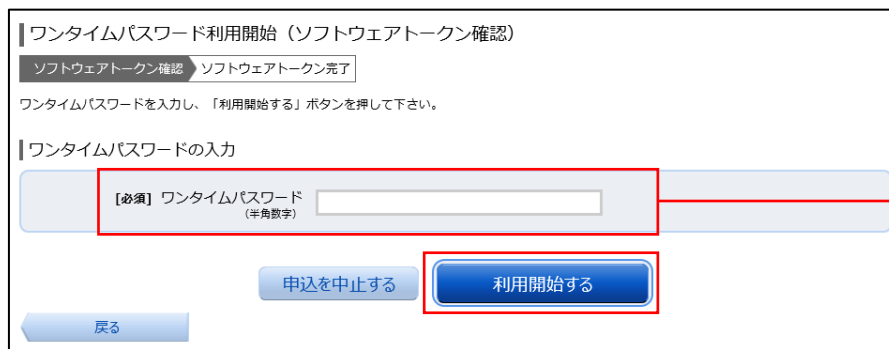 ワンタイムパスワード利用開始（ソフトウェアトークン確認）
ソフトウェアトークン確認 ソフトウェアトークン完了
ワンタイムパスワードを入力し、「利用開始する」ボタンを押して下さい。
ワンタイムパスワードの入力
[必須] ワンタイムパスワード
（半角数字）
申込を中止する 利用開始する
戻る